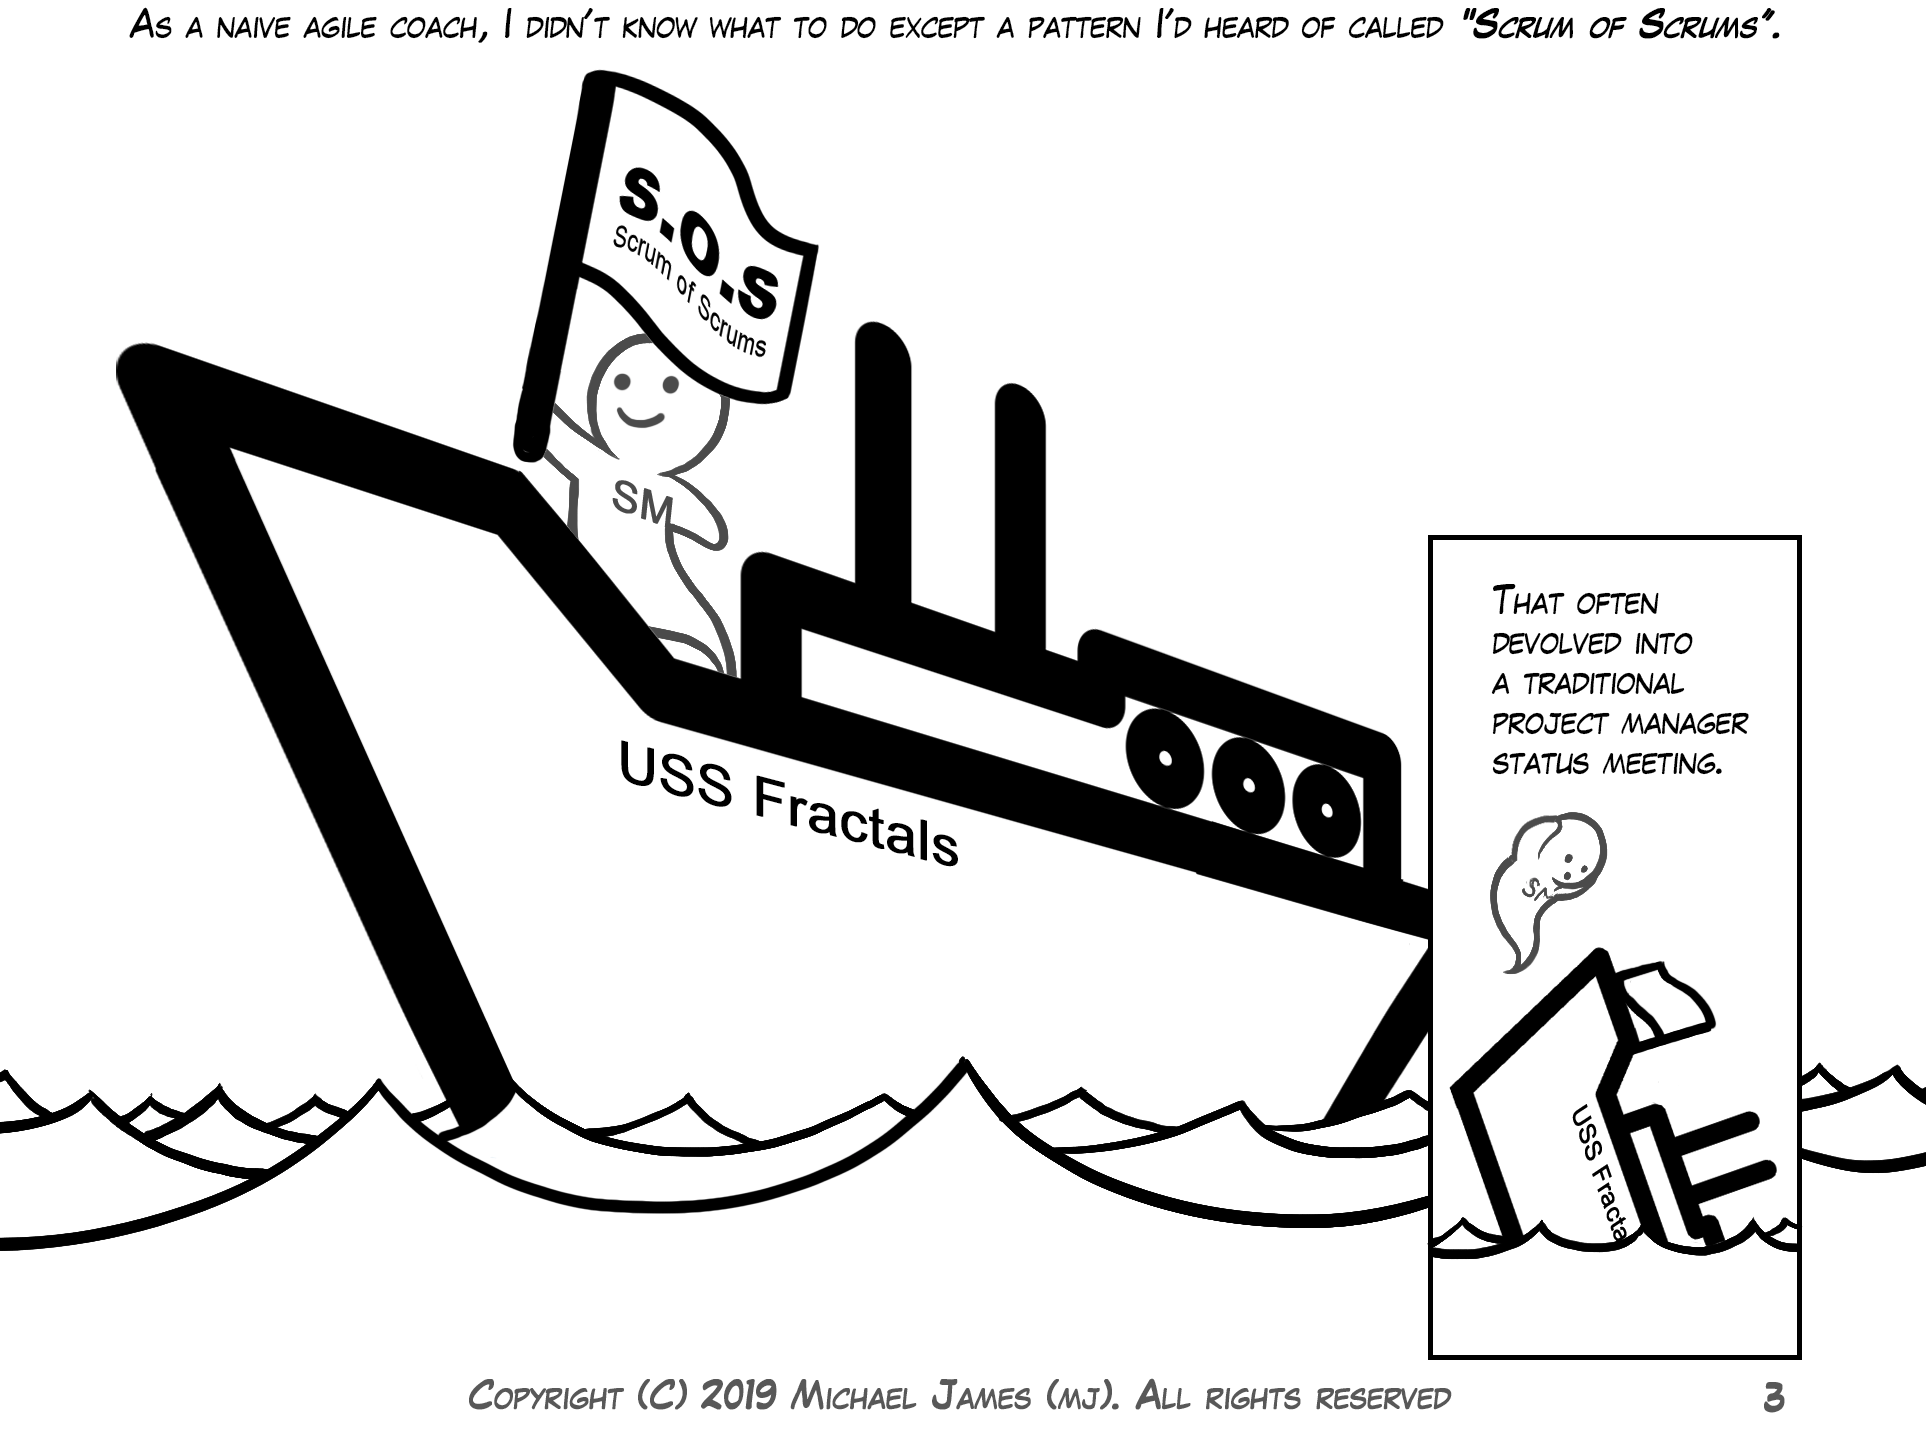 As a naive agile coach, I didn't know what to do except a pattern I'd heard of called "Scrum of Scrums".
s.o.s
Scrum of Scrums
SM
USS Fractals
That often
devolved into
a traditional
project manager
status meeting.
SM
USS Fracta
Copyright (C) 2019 Michael James (mj). All rights reserved
3